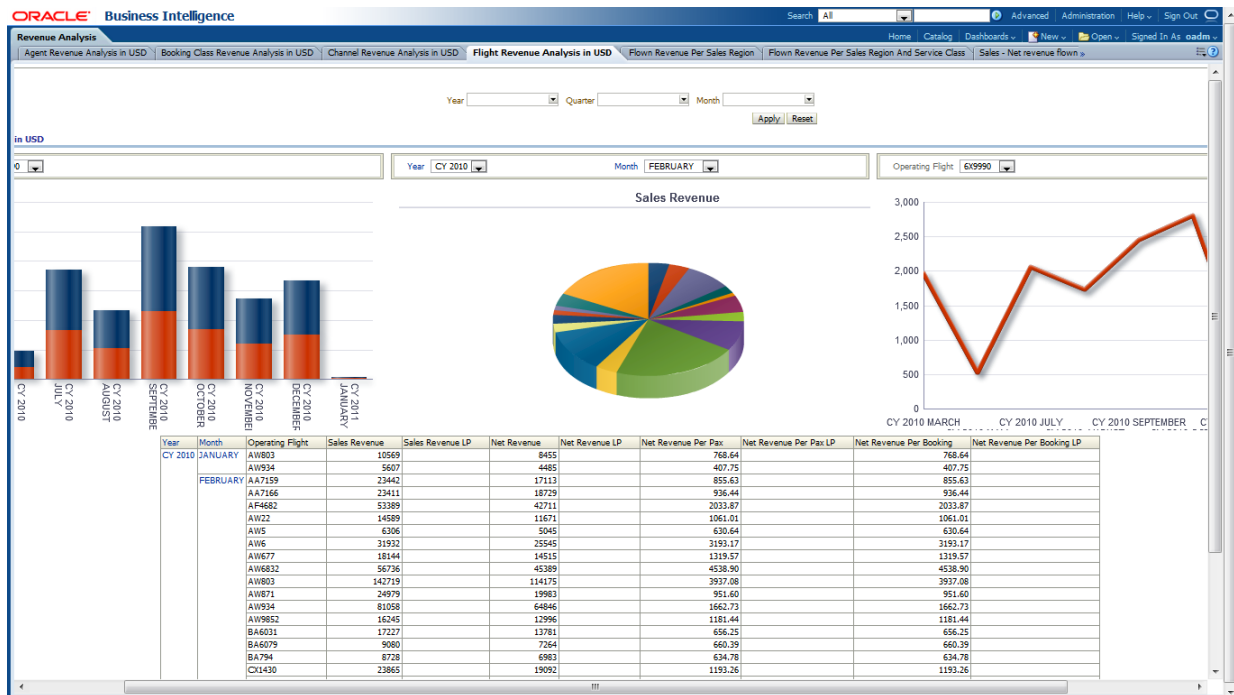 ORACLE® Business Intelligence
Search All Advanced Administration Help Sign Out
Revenue Analysis
Home Catalog Dashboards New Open Signed In As oadm
Agent Revenue Analysis in USD Booking Class Revenue Analysis in USD Channel Revenue Analysis in USD Flight Revenue Analysis in USD Flown Revenue Per Sales Region Flown Revenue Per Sales Region And Service Class Sales - Net revenue flown »
Year Quarter Month
Apply Reset
in USD
Year CY 2010 Month FEBRUARY Operating Flight 6X9990
Sales Revenue
3,000
2,500
2,000
1,500
1,000
500
0
CY 2010
CY 2010 JULY
CY 2010 AUGUST
CY 2010 SEPTEMBE
CY 2010 OCTOBER
CY 2010 NOVEMBE
CY 2010 DECEMBER
CY 2011 JANUARY
CY 2010 MARCH CY 2010 JULY CY 2010 SEPTEMBER
Year Month Operating Flight Sales Revenue Sales Revenue LP Net Revenue Net Revenue LP Net Revenue Per Pax Net Revenue Per Pax LP Net Revenue Per Booking Net Revenue Per Booking LP
CY 2010 JANUARY AW803 10569 8455 768.64 768.64
AW934 5607 4485 407.75 407.75
FEBRUARY AA7159 23442 17113 855.63 855.63
AA7166 23411 18729 936.44 936.44
AF4682 53389 42711 2033.87 2033.87
AW22 14589 11671 1061.01 1061.01
AW5 6306 5045 630.64 630.64
AW6 31932 25545 3193.17 3193.17
AW677 18144 14515 1319.57 1319.57
AW6832 56736 45389 4538.90 4538.90
AW803 142719 114175 3937.08 3937.08
AW871 24979 19983 951.60 951.60
AW934 81058 64846 1662.73 1662.73
AW9852 16245 12996 1181.44 1181.44
BA6031 17227 13781 656.25 656.25
BA6079 9080 7264 660.39 660.39
BA794 8728 6983 634.78 634.78
CX1430 23865 19092 1193.26 1193.26